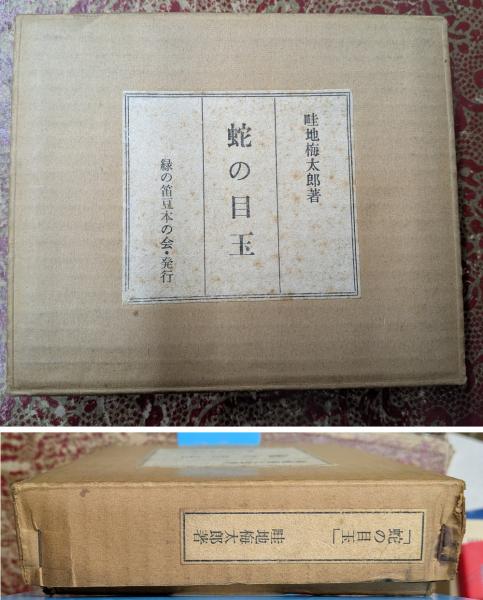 畦地梅太郎著
蛇の目玉
緑の笛豆本の会・発行
「蛇の目玉」
畦地梅太郎著